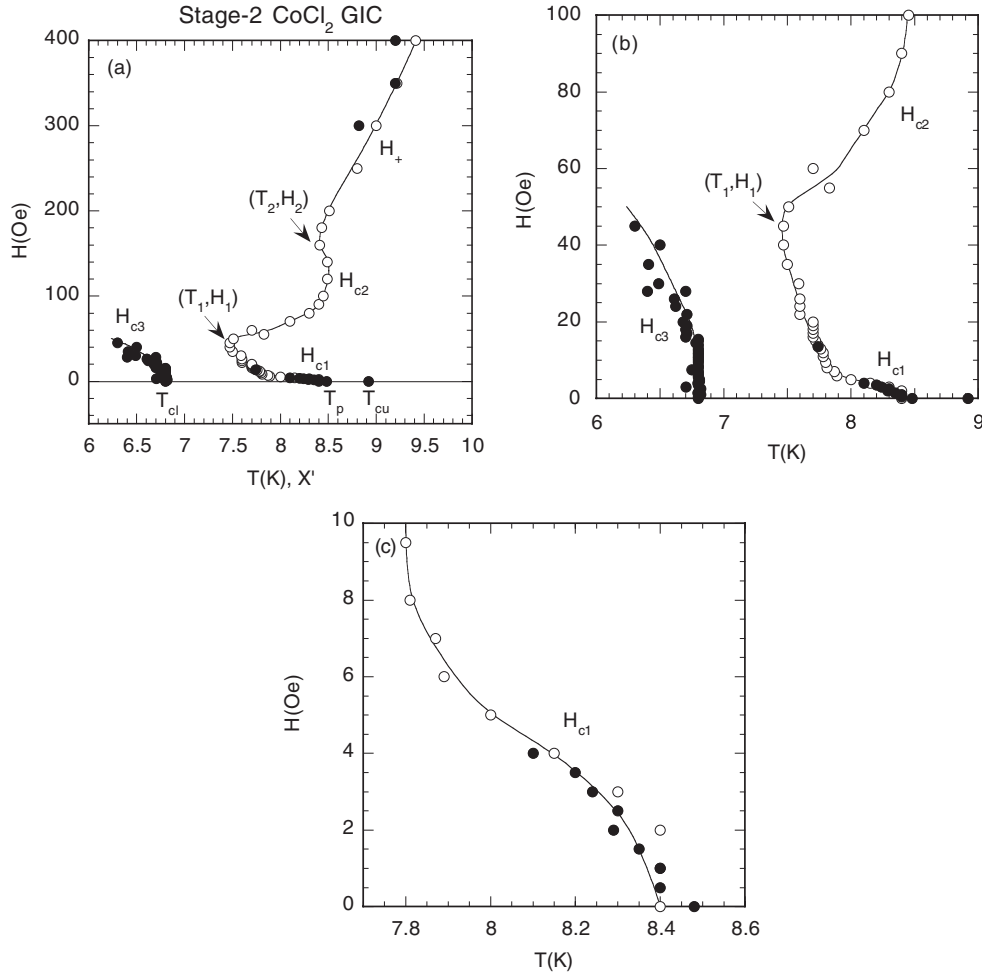 Stage-2 CoCl2 GIC
(a)
400
300
200
100
0
H(Oe)
H+
(T2,H2)
Hc2
(T1,H1)
Hc3
Hc1
Tcl
Tp
Tcu
6 6.5 7 7.5 8 8.5 9 9.5 10
T(K), X'
(b)
100
80
60
40
20
0
H(Oe)
Hc2
(T1,H1)
Hc3
Hc1
6 7 8 9
T(K)
(c)
10
8
6
4
2
0
H(Oe)
Hc1
7.8 8 8.2 8.4 8.6
T(K)